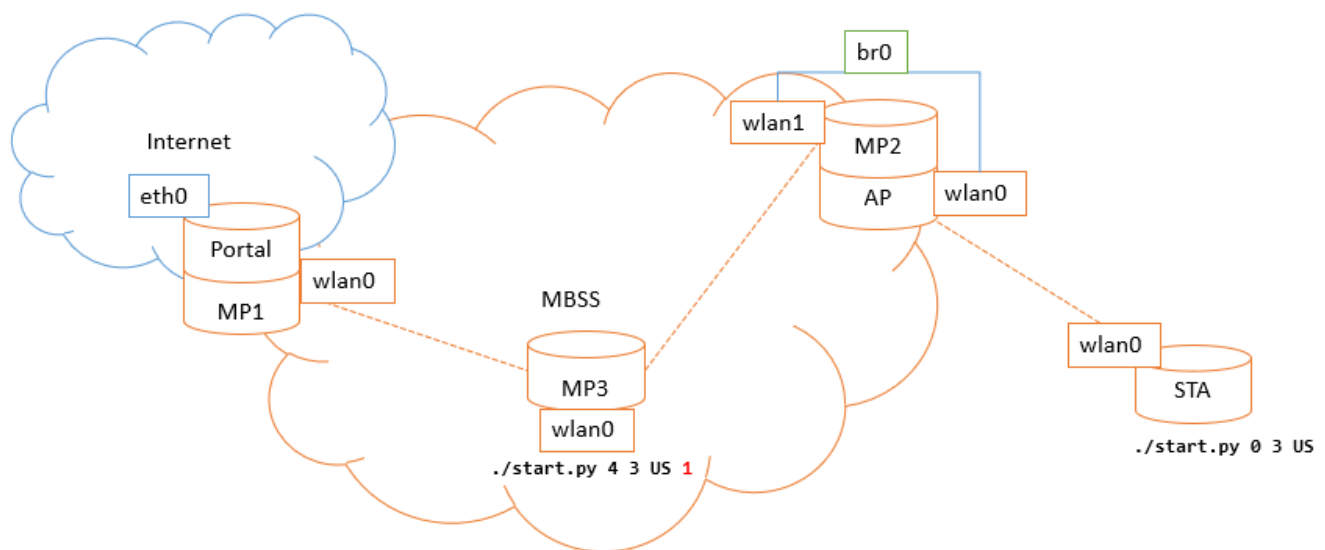 br0
wlan1
Internet
MP2
eth0
AP
wlan0
Portal
wlan0
MBSS
MP1
wlan0
MP3
STA
wlan0
./start.py 0 3 US
./start.py 4 3 US 1